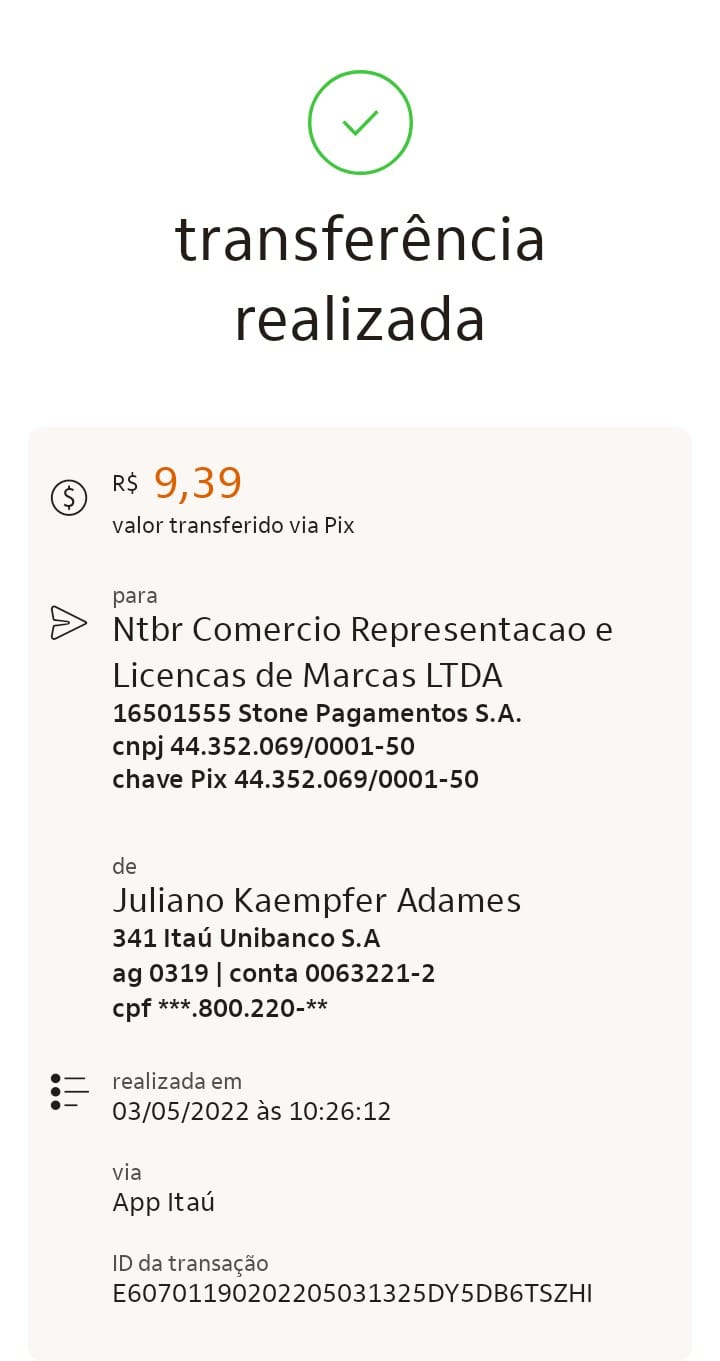 transferência
realizada
R$ 9,39
valor transferido via Pix
para
Ntbr Comercio Representacao e
Licencas de Marcas LTDA
16501555 Stone Pagamentos S.A.
cnpj 44.352.069/0001-50
chave Pix 44.352.069/0001-50
de
Juliano Kaempfer Adames
341 Itaú Unibanco S.A
ag 0319 | conta 0063221-2
cpf ***.800.220-**
realizada em
03/05/2022 às 10:26:12
via
App Itaú
ID da transação
E60701190202205031325DY5DB6TSZHI